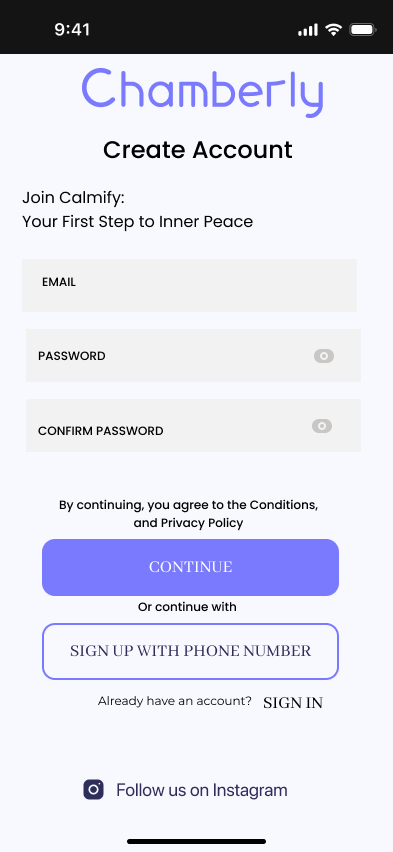 9:41
Chamberly
Create Account
Join Calmify:
Your First Step to Inner Peace
EMAIL
PASSWORD
CONFIRM PASSWORD
By continuing, you agree to the Conditions,
and Privacy Policy
CONTINUE
Or continue with
SIGN UP WITH PHONE NUMBER
Already have an account? SIGN IN
Follow us on Instagram